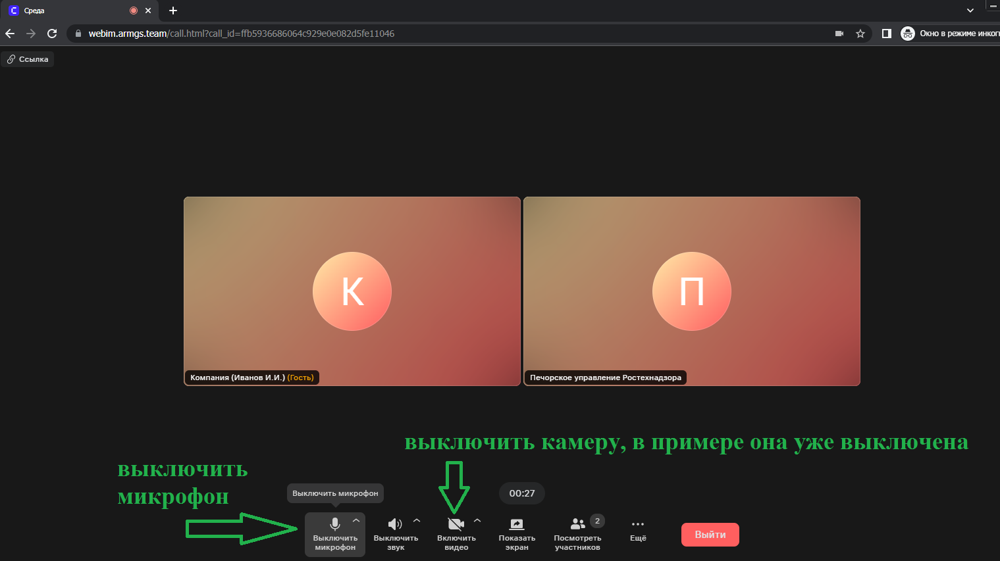 Среда
webim.armgs.team/call.html?call_id=ffb5936686064c929e0e082d5fe11046
Окно в режиме инког
Ссылка
К
П
Компания (Иванов И.И.) (Гость)
Печорское управление Ростехнадзора
выключить камеру, в примере она уже выключена
выключить
микрофон
Выключить микрофон
00:27
Выключить
микрофон
Выключить
звук
Включить
видео
Показать
экран
2
Посмотреть
участников
Ещё
Выйти